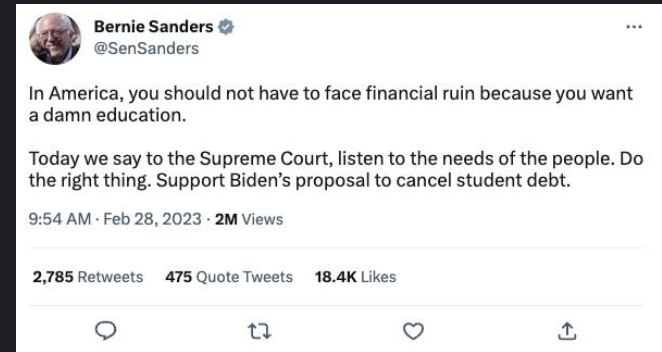 Bernie Sanders
@SenSanders
In America, you should not have to face financial ruin because you want
a damn education.
Today we say to the Supreme Court, listen to the needs of the people. Do
the right thing. Support Biden’s proposal to cancel student debt.
9:54 AM · Feb 28, 2023 · 2M Views
2,785 Retweets 475 Quote Tweets 18.4K Likes